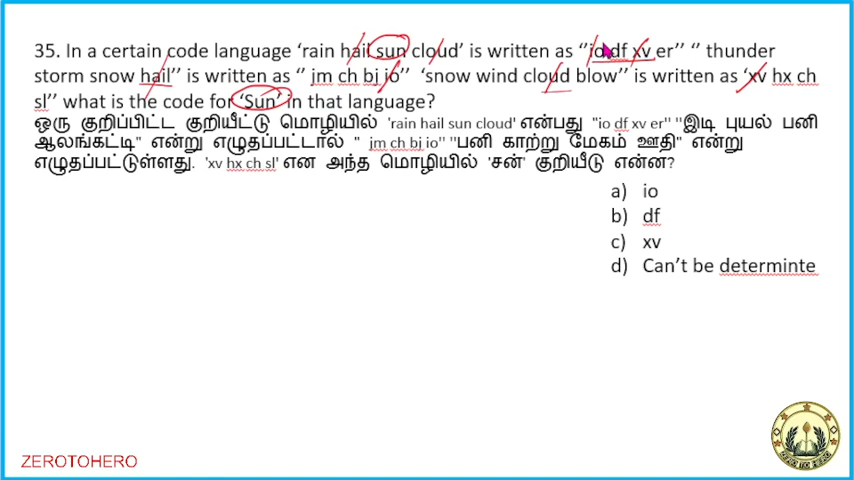 35. In a certain code language ‘rain hail sun cloud’ is written as ‘‘io df xv er’’ ‘‘ thunder
storm snow hail’’ is written as ‘‘ jm ch bj io’’ ‘snow wind cloud blow’’ is written as ‘xv hx ch
sl’’ what is the code for ‘Sun’ in that language?
ஒரு குறிப்பிட்ட குறியீட்டு மொழியில் 'rain hail sun cloud' என்பது "io df xv er" "இடி புயல் பனி
ஆலங்கட்டி" என்று எழுதப்பட்டால் " jm ch bj io" "பனி காற்று மேகம் ஊதி" என்று
எழுதப்பட்டுள்ளது. 'xv hx ch sl' என அந்த மொழியில் 'சன்' குறியீடு என்ன?
a) io
b) df
c) xv
d) Can’t be determinte
ZEROTOHERO